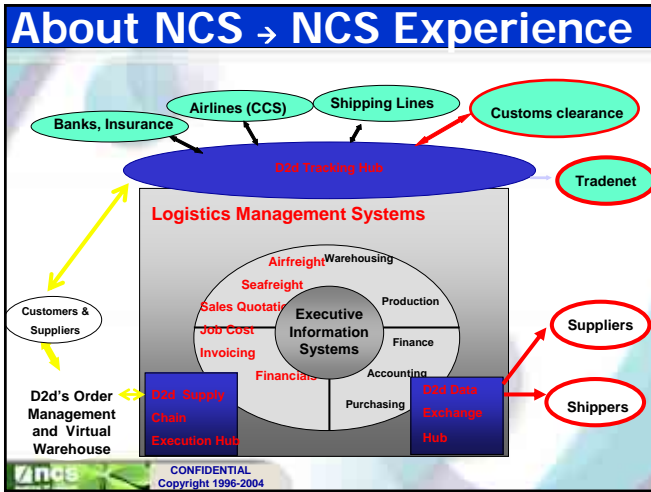 About NCS → NCS Experience
Banks, Insurance
Airlines (CCS)
Shipping Lines
Customs clearance
D2d Tracking Hub
Tradenet
Logistics Management Systems
Airfreight
Warehousing
Seafreight
Sales Quotatio
Production
Executive
Information
Systems
Job Cost
Invoicing
Financials
Finance
Accounting
Purchasing
Customers &
Suppliers
Suppliers
Shippers
D2d's Order
Management
and Virtual
Warehouse
D2d Supply
Chain
Execution Hub
D2d Data
Exchange
Hub
ncs
CONFIDENTIAL
Copyright 1996-2004